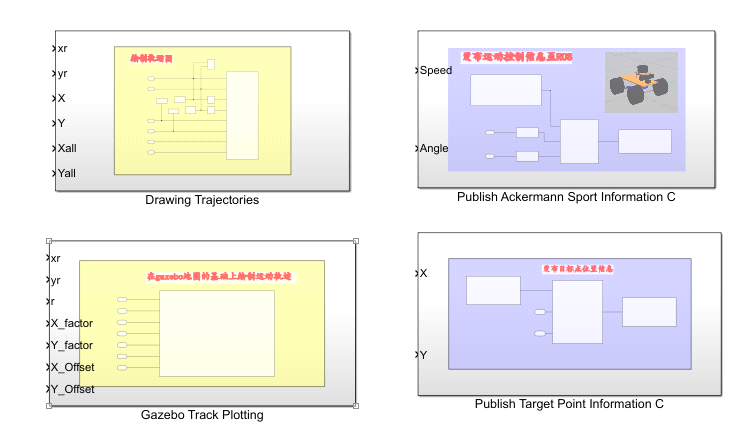 xr
yr
X
Y
Xall
Yall
绘制轨迹图
Drawing Trajectories
Speed
Angle
发布运动控制信息至ROS
Publish Ackermann Sport Information C
xr
yr
r
X_factor
Y_factor
X_Offset
Y_Offset
在gazebo地图的基础上绘制运动轨迹
Gazebo Track Plotting
X
Y
发布目标点位置信息
Publish Target Point Information C